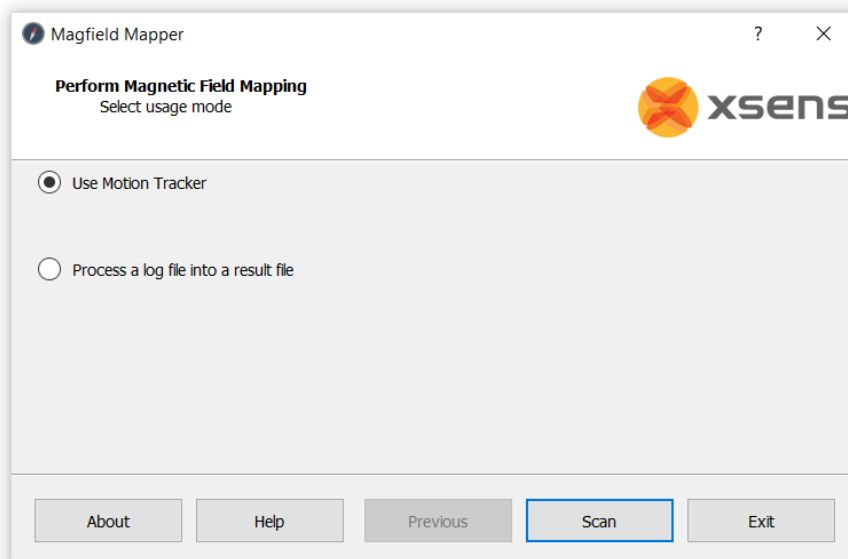 Magfield Mapper
?
Perform Magnetic Field Mapping
Select usage mode
xsens
Use Motion Tracker
Process a log file into a result file
About Help Previous Scan Exit